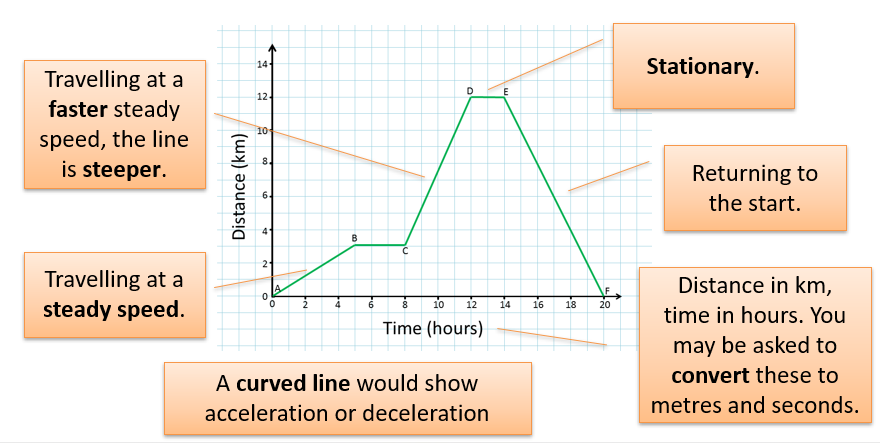 Travelling at a
faster steady
speed, the line
is steeper.
Travelling at a
steady speed.
Distance (km)
14
12
10
8
6
4
2
0
A
B
C
D
E
F
0 2 4 6 8 10 12 14 16 18 20
Time (hours)
Stationary.
Returning to
the start.
Distance in km,
time in hours. You
may be asked to
convert these to
metres and seconds.
A curved line would show
acceleration or deceleration